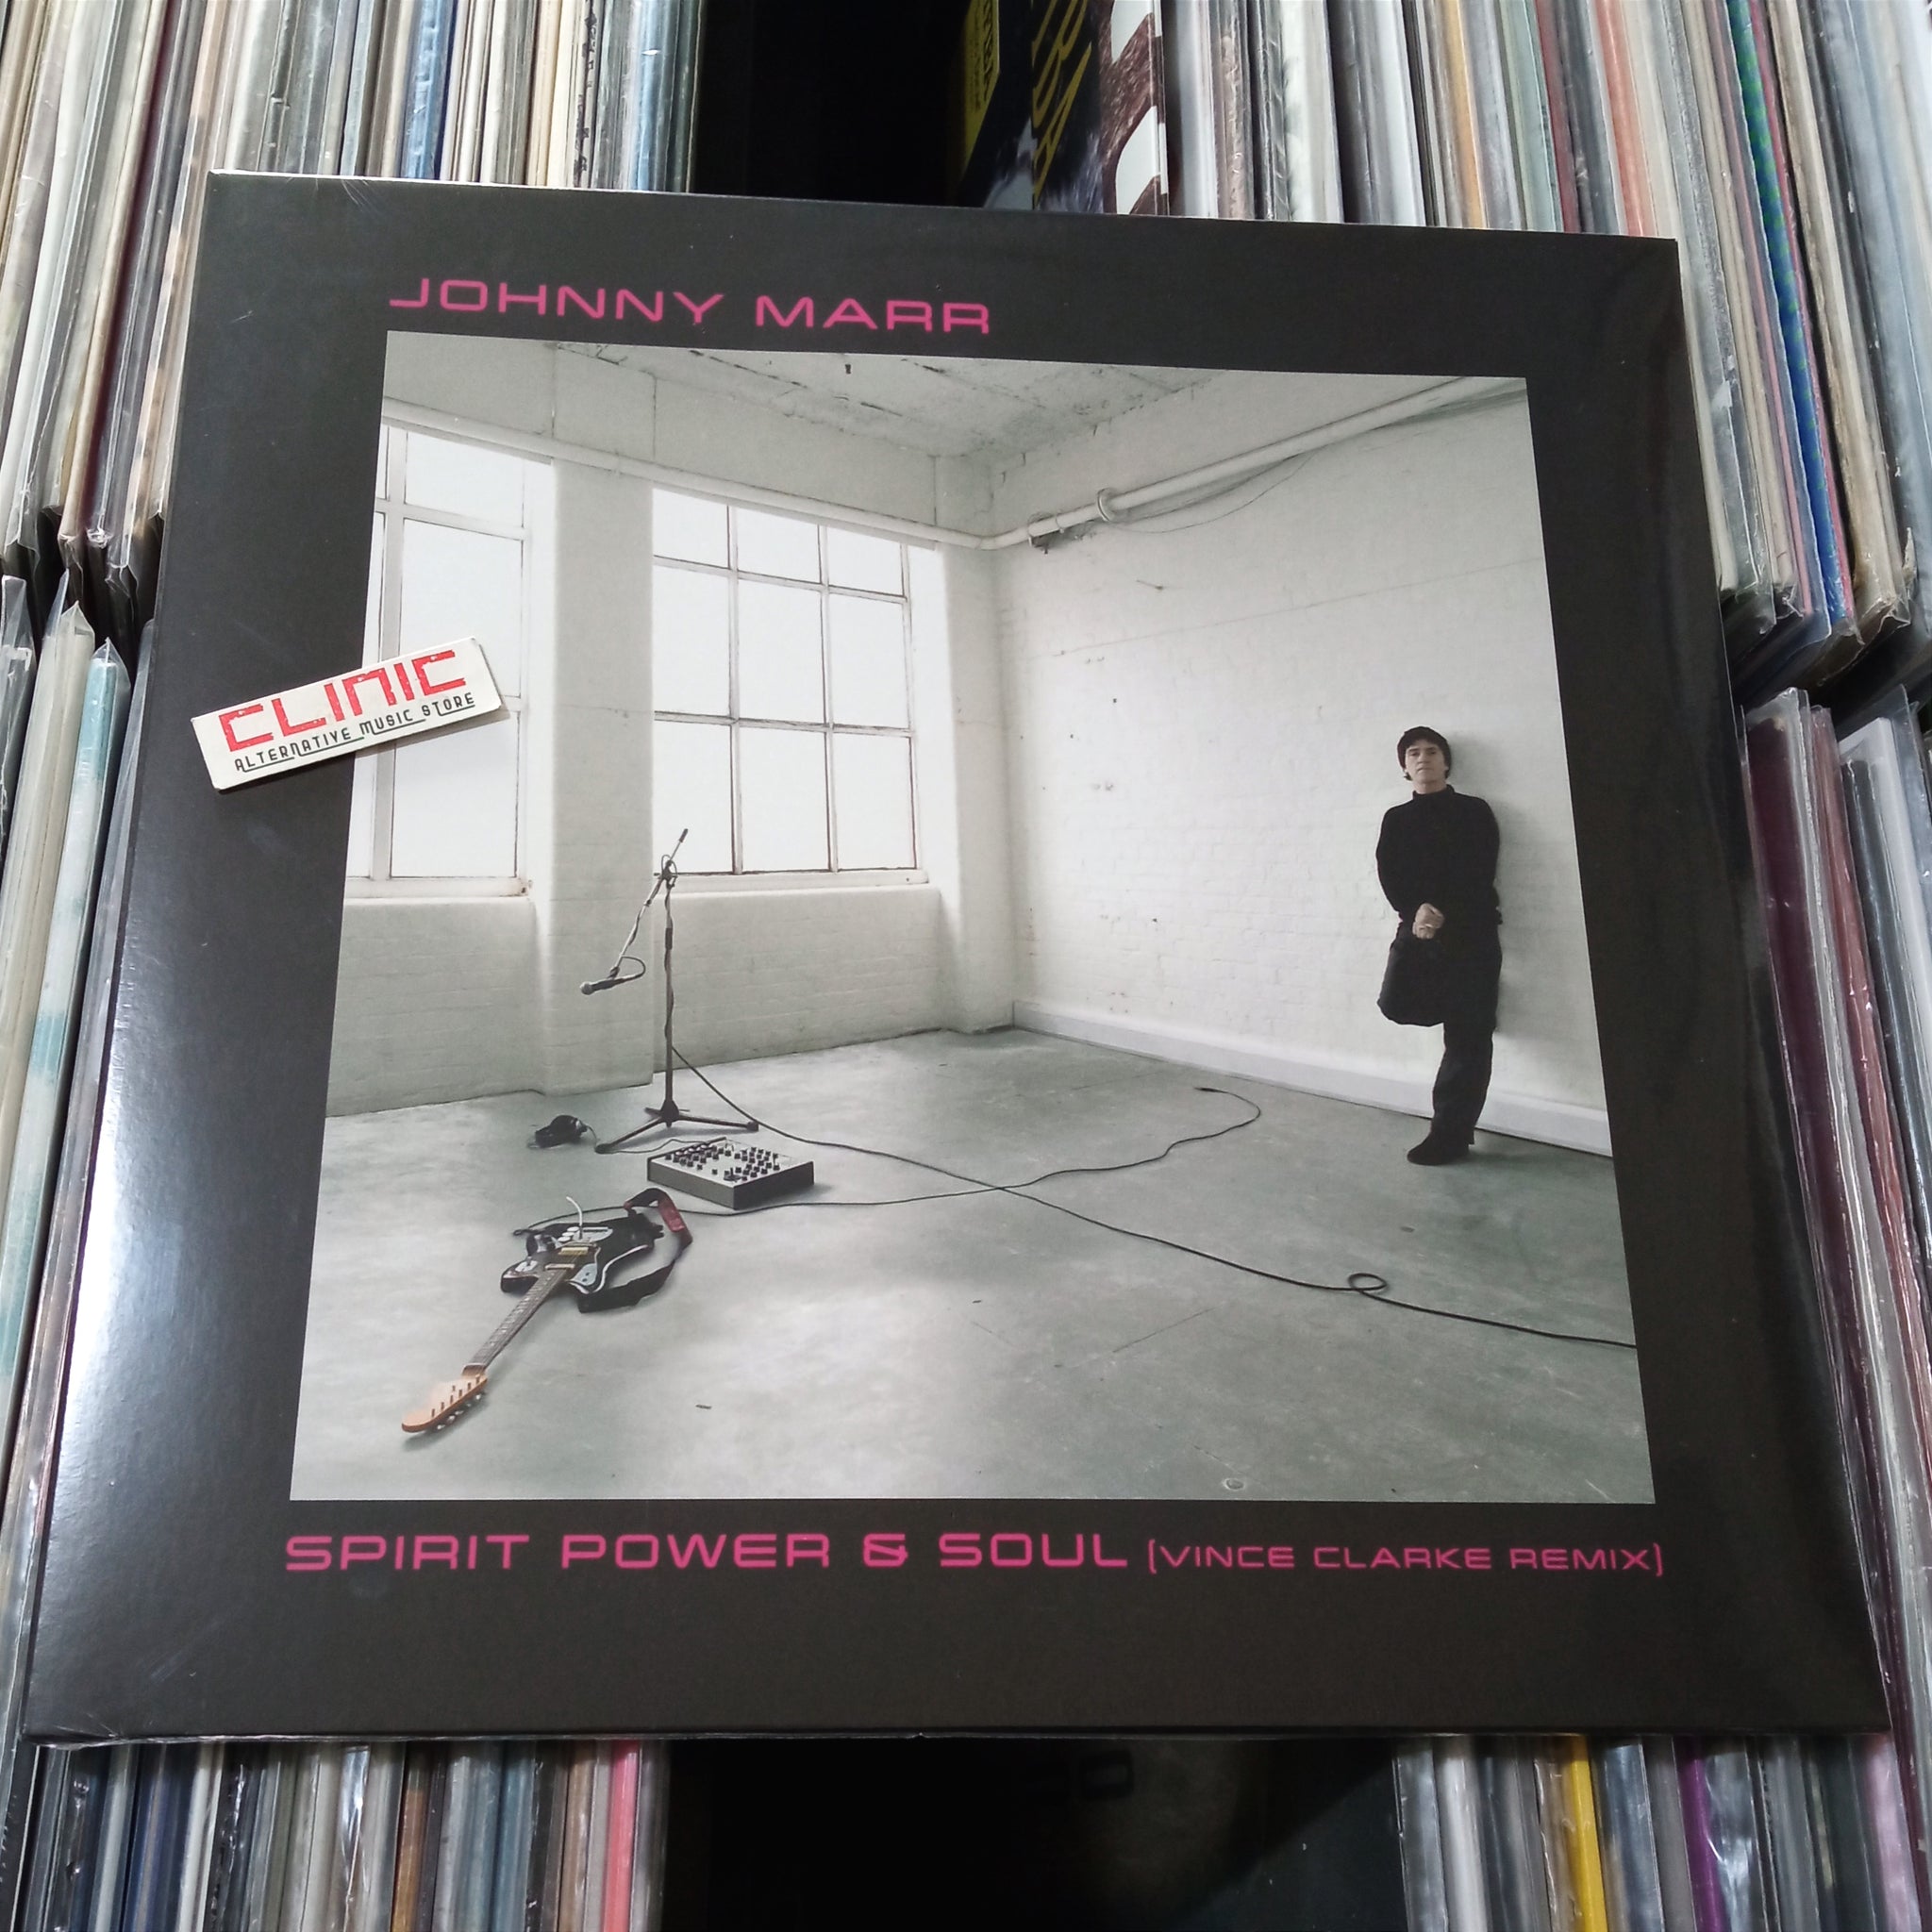 JOHNNY MARR
CLINIC
ALTERNATIVE MUSIC STORE
SPIRIT POWER & SOUL (VINCE CLARKE REMIX)